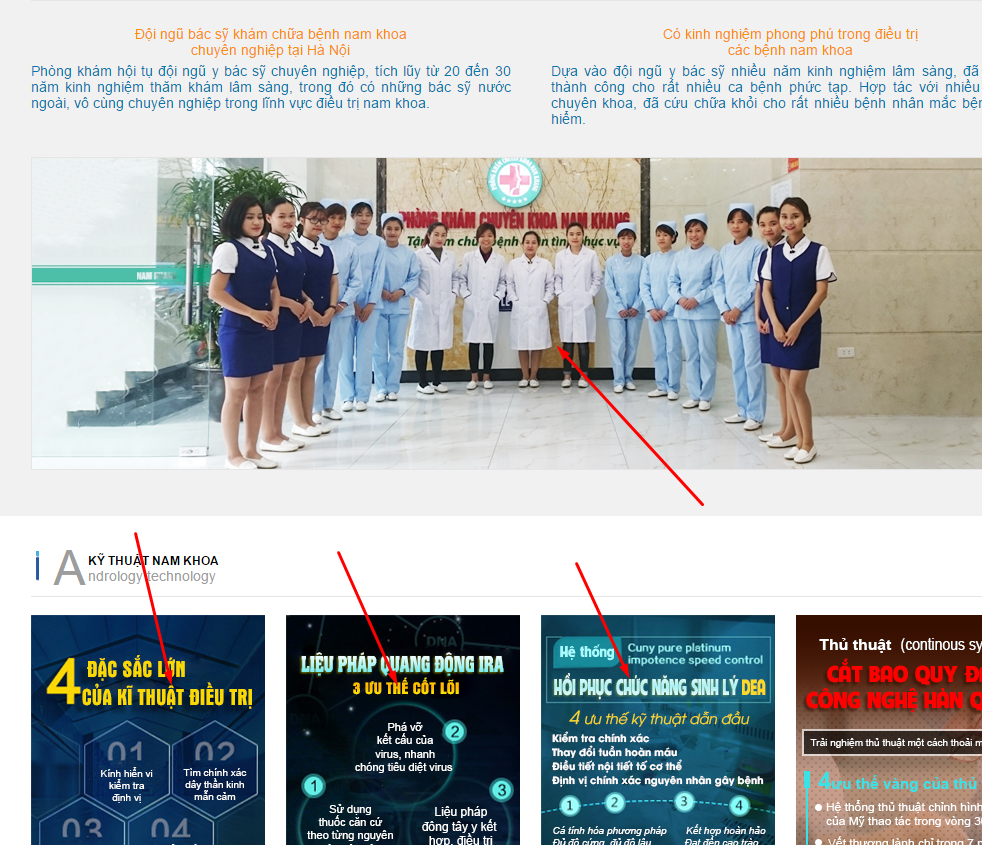 Đội ngũ bác sỹ khám chữa bệnh nam khoa
chuyên nghiệp tại Hà Nội
Phòng khám hội tụ đội ngũ y bác sỹ chuyên nghiệp, tích lũy từ 20 đến 30
năm kinh nghiệm thăm khám lâm sàng, trong đó có những bác sỹ nước
ngoài, vô cùng chuyên nghiệp trong lĩnh vực điều trị nam khoa.
Có kinh nghiệm phong phú trong điều trị
các bệnh nam khoa
Dựa vào đội ngũ y bác sỹ nhiều năm kinh nghiệm lâm sàng, đã
thành công cho rất nhiều ca bệnh phức tạp. Hợp tác với nhiều
chuyên khoa, đã cứu chữa khỏi cho rất nhiều bệnh nhân mắc
hiểm.
PHÒNG KHÁM CHUYÊN KHOA NAM KHANG
NAM
KỸ THUẬT NAM KHOA
Andrology technology
4 ĐẶC SẮC LỚN
CỦA KĨ THUẬT ĐIỀU TRỊ
01
Kính hiển vi
kiểm tra
định vị
02
Tìm chính xác
dây thần kinh
mẫn cảm
03
04
DNA
LIỆU PHÁP QUANG ĐỘNG IRA
3 ƯU THẾ CỐT LÕI
Phá vỡ
kết cấu của
virus, nhanh
chóng tiêu diệt virus
2
1
Sử dụng
thuốc căn cứ
theo từng nguyên
3
Liệu pháp
đông tây y kết
hợp, điều trị
Hệ thống
Cuny pure platinum
impotence speed control
HỒI PHỤC CHỨC NĂNG SINH LÝ DEA
4 ưu thế kỹ thuật dẫn đầu
Kiểm tra chính xác
Thay đổi tuần hoàn máu
Điều tiết nội tiết tố cơ thể
Định vị chính xác nguyên nhân gây bệnh
1 2 3 4
Cá tính hóa phương pháp
Đủ độ cứng, đủ độ lâu
Kết hợp hoàn hảo
Đạt đến cao trào
Thủ thuật (continous
CẮT BAO QUY
CÔNG NGHỆ HÀN
Trải nghiệm thủ thuật một cách thoải
4 ưu thế vàng của thủ
Hệ thống thủ thuật chỉnh hình
của Mỹ thao tác trong vòng
Vết thương lành chỉ trong 7